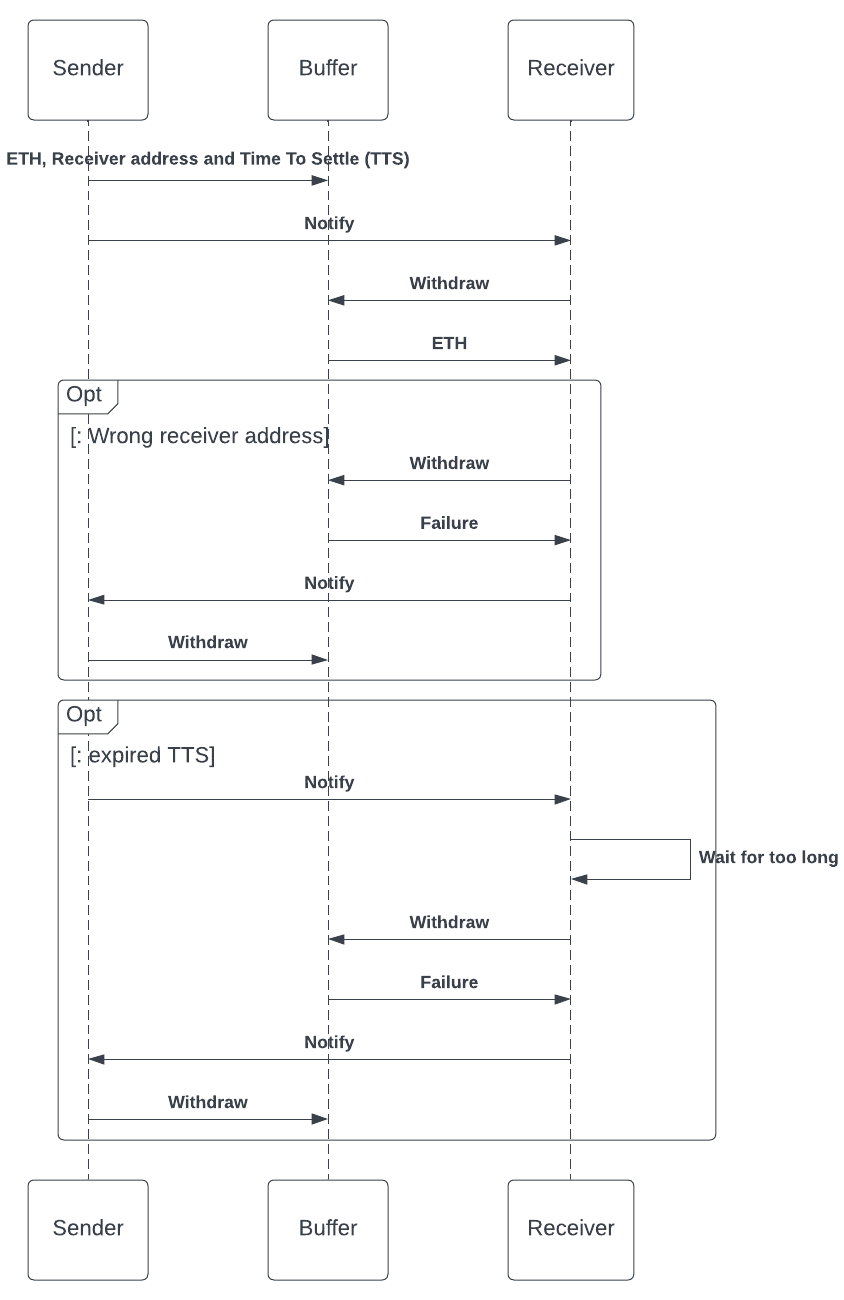 Sender Buffer Receiver
ETH, Receiver address and Time To Settle (TTS)
Notify
Withdraw
ETH
Opt
[: Wrong receiver address]
Withdraw
Failure
Notify
Withdraw
Opt
[: expired TTS]
Notify
Wait for too long
Withdraw
Failure
Notify
Withdraw
Sender Buffer Receiver